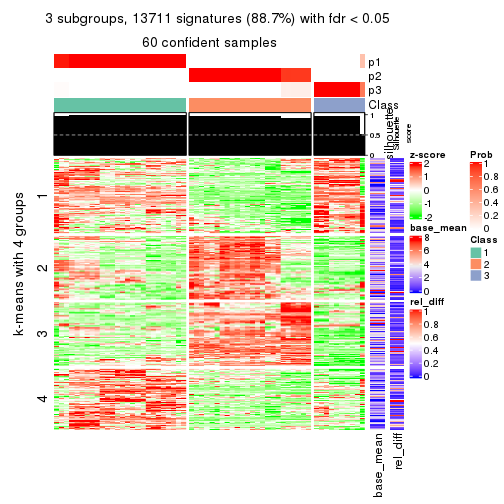 3 subgroups, 13711 signatures (88.7%) with fdr < 0.05
60 confident samples
p1
p2
p3
Class
silhouette
Silhouette
score
1
0.5
0
k-means with 4 groups
1
2
3
4
base_mean
rel_diff
z-score
2
1
0
-1
-2
base_mean
8
6
4
2
0
rel_diff
1
0.8
0.6
0.4
0.2
0
Prob
1
0.8
0.6
0.4
0.2
0
Class
1
2
3